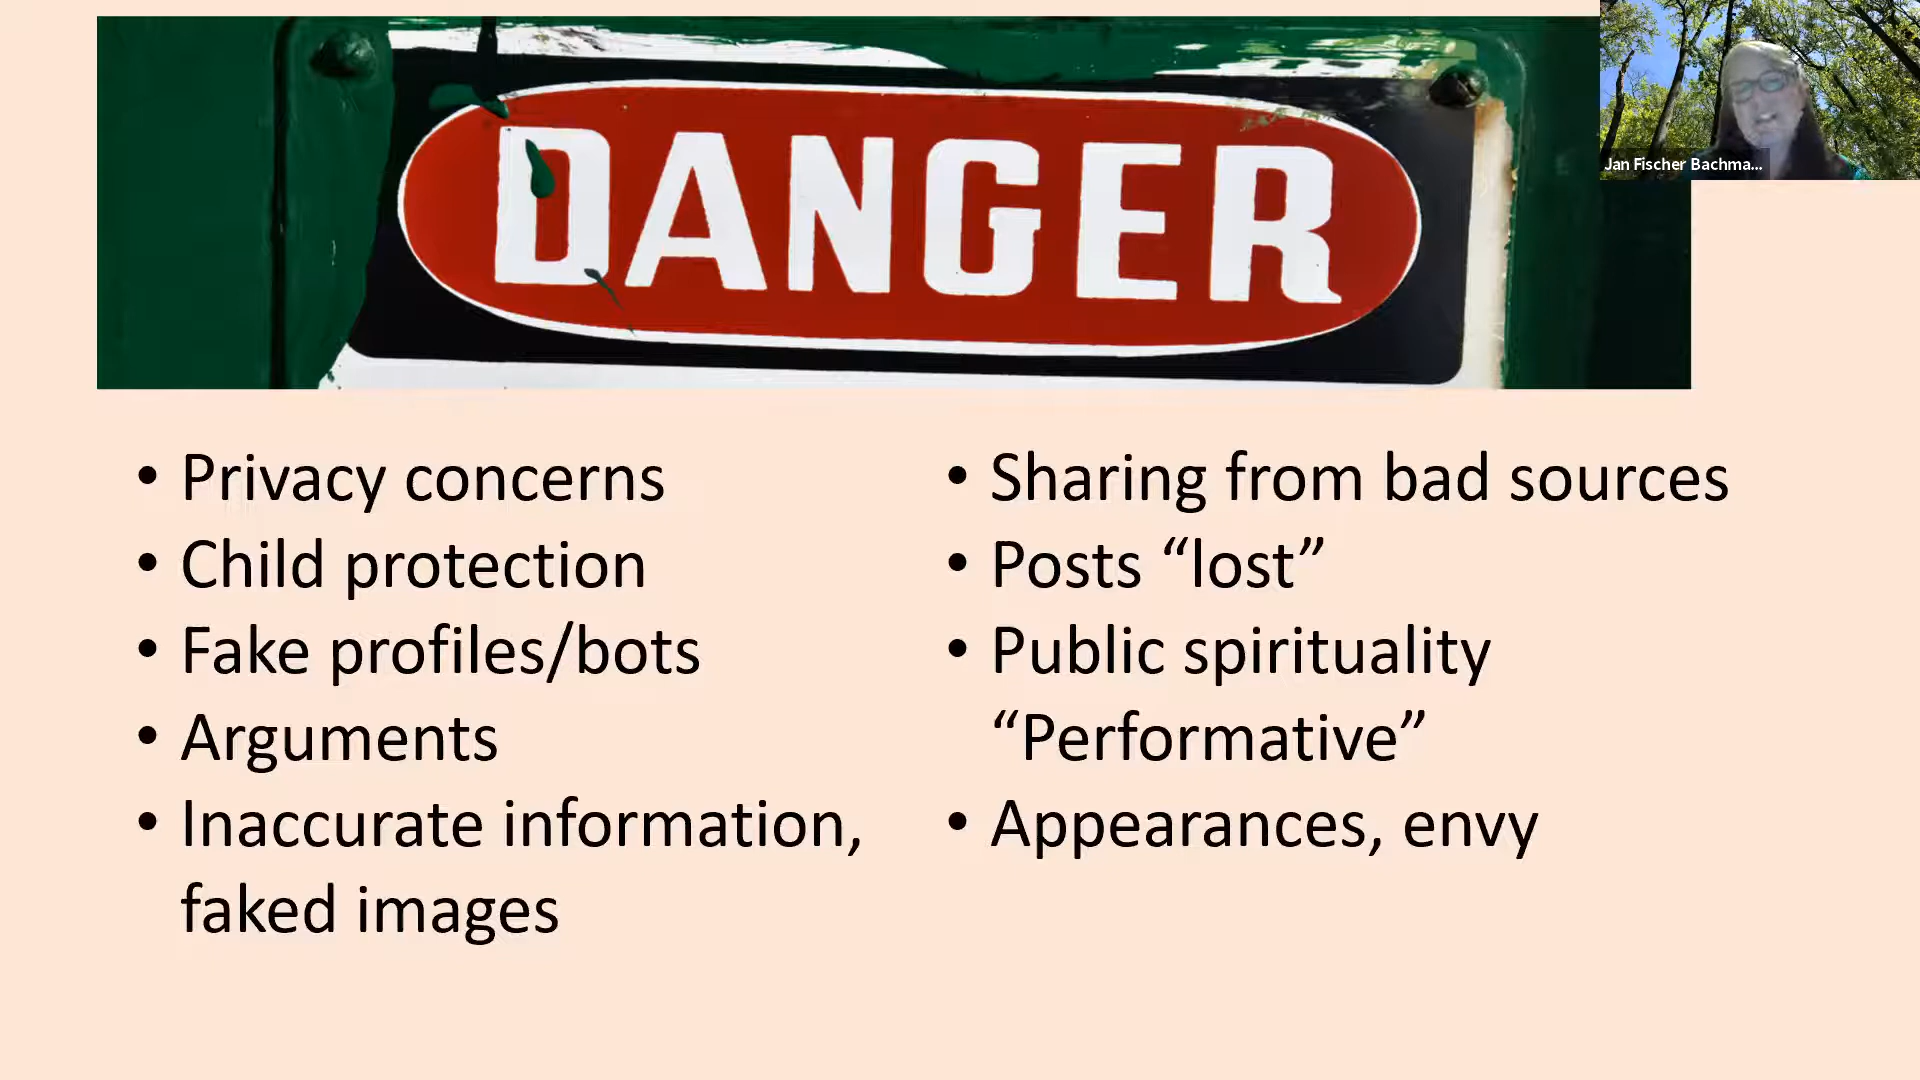 DANGER
Jan Fischer Bachma...
• Privacy concerns
• Child protection
• Fake profiles/bots
• Arguments
• Inaccurate information,
faked images
• Sharing from bad sources
• Posts “lost”
• Public spirituality
“Performative”
• Appearances, envy